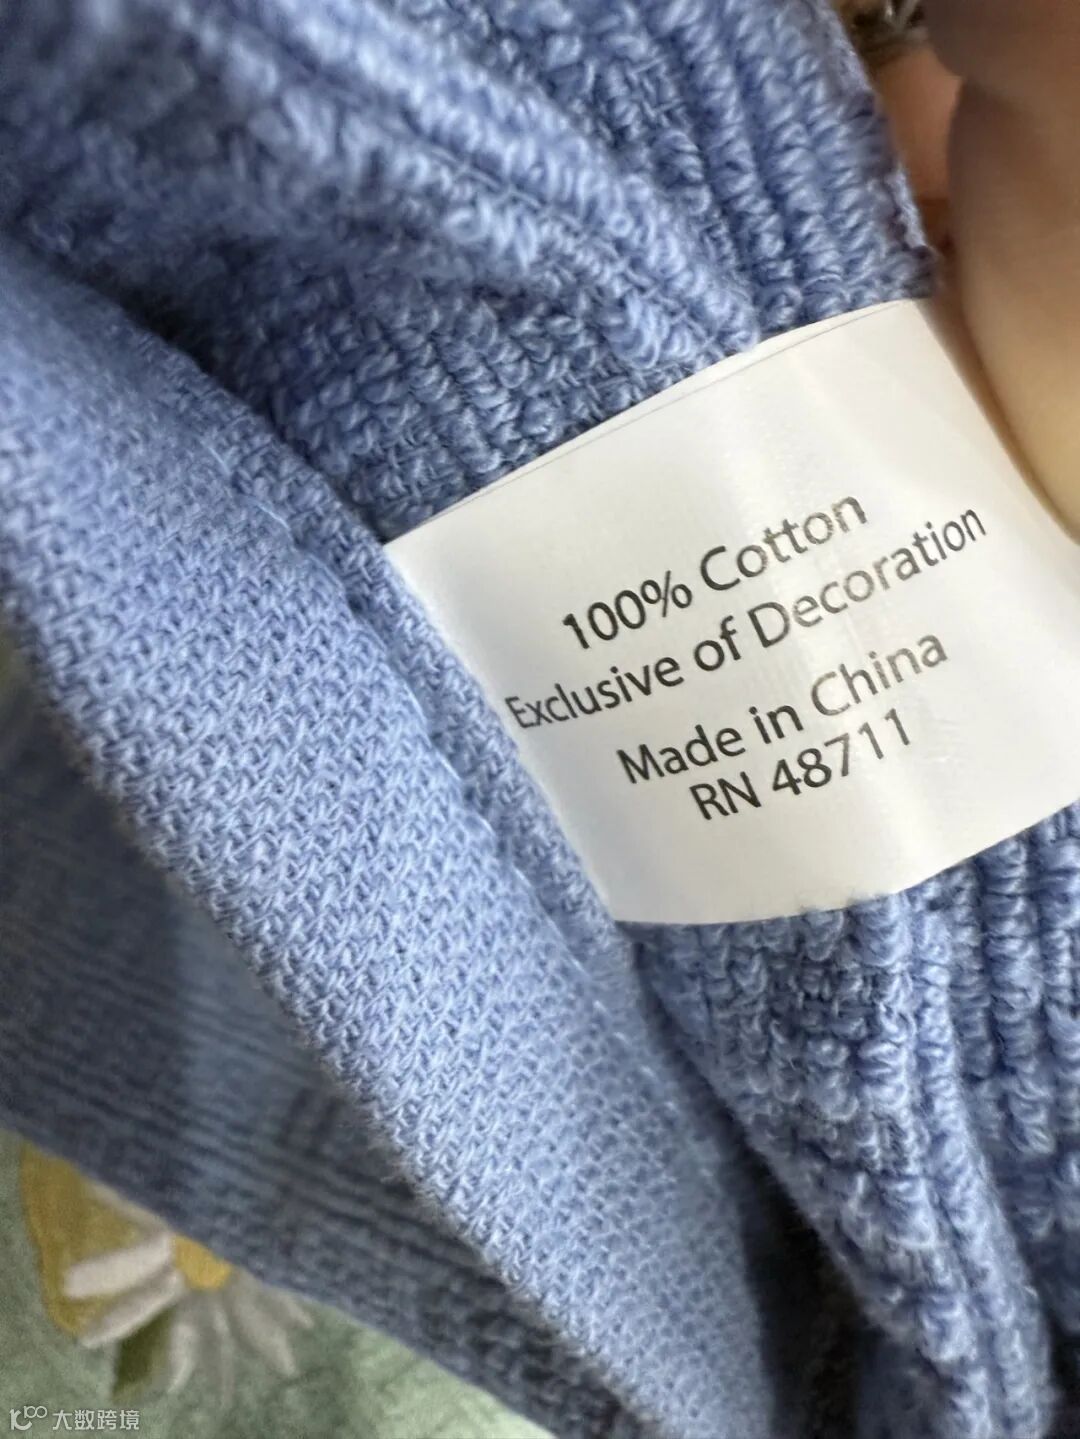 100% Cotton
Exclusive of Decoration
Made in China
RN 48711
大数跨境